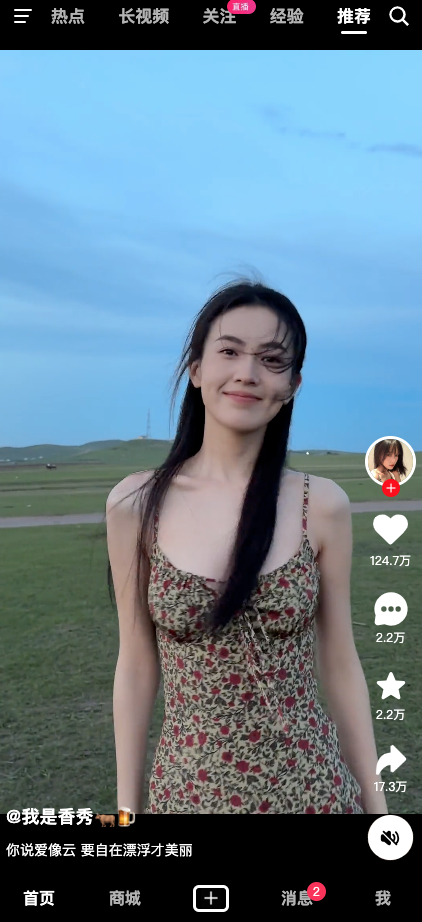 热点 长视频 关注 直播 经验 推荐
124.7万
2.2万
2.2万
17.3万
@我是香秀🐂🍺
你说爱像云 要自在漂浮才美丽
首页 商城 消息 2 我